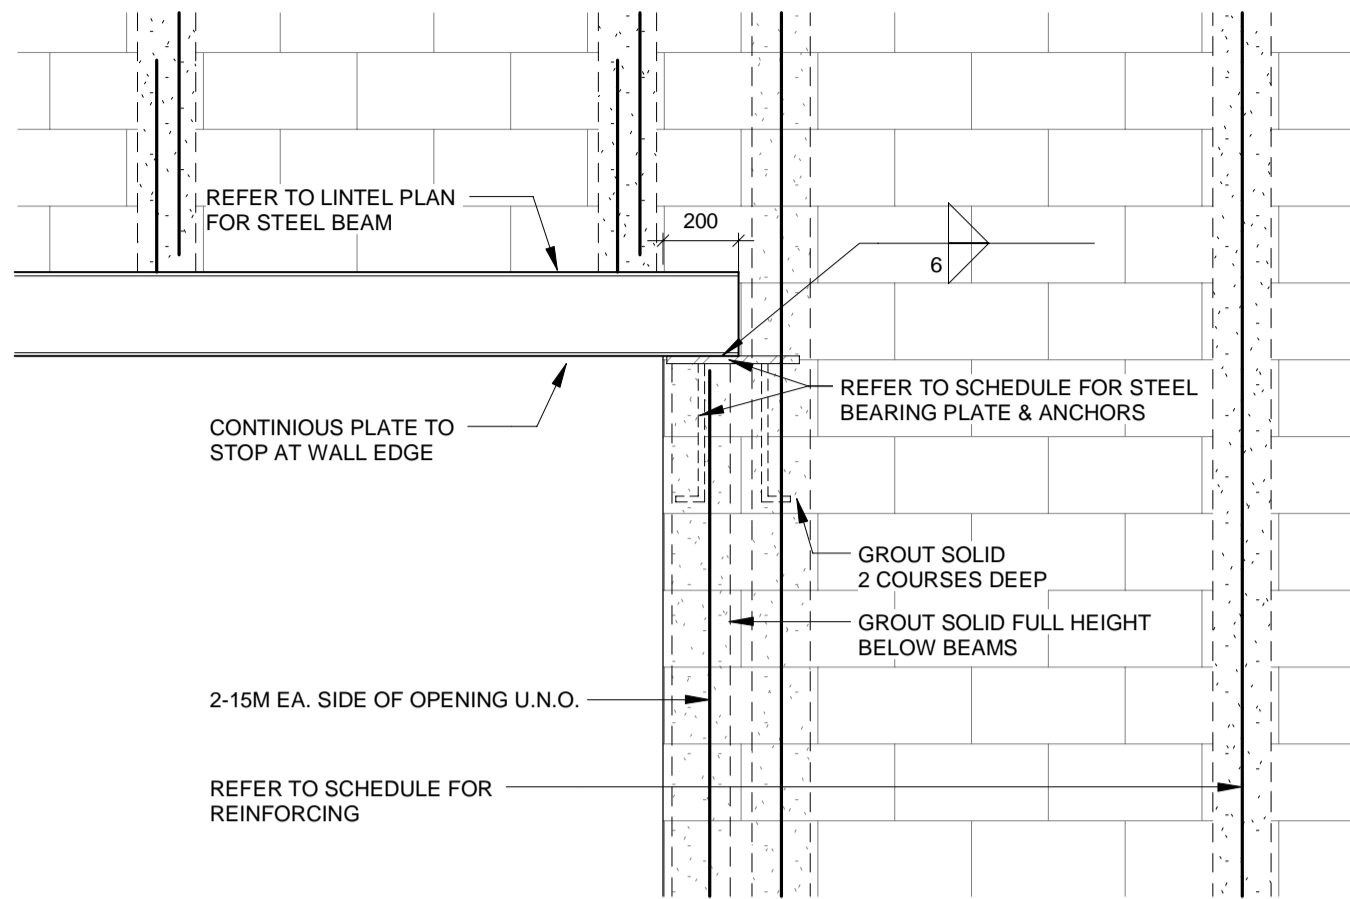 REFER TO LINTEL PLAN
FOR STEEL BEAM
200
6
REFER TO SCHEDULE FOR STEEL
BEARING PLATE & ANCHORS
CONTINIOUS PLATE TO
STOP AT WALL EDGE
GROUT SOLID
2 COURSES DEEP
GROUT SOLID FULL HEIGHT
BELOW BEAMS
2-15M EA. SIDE OF OPENING U.N.O.
REFER TO SCHEDULE FOR
REINFORCING